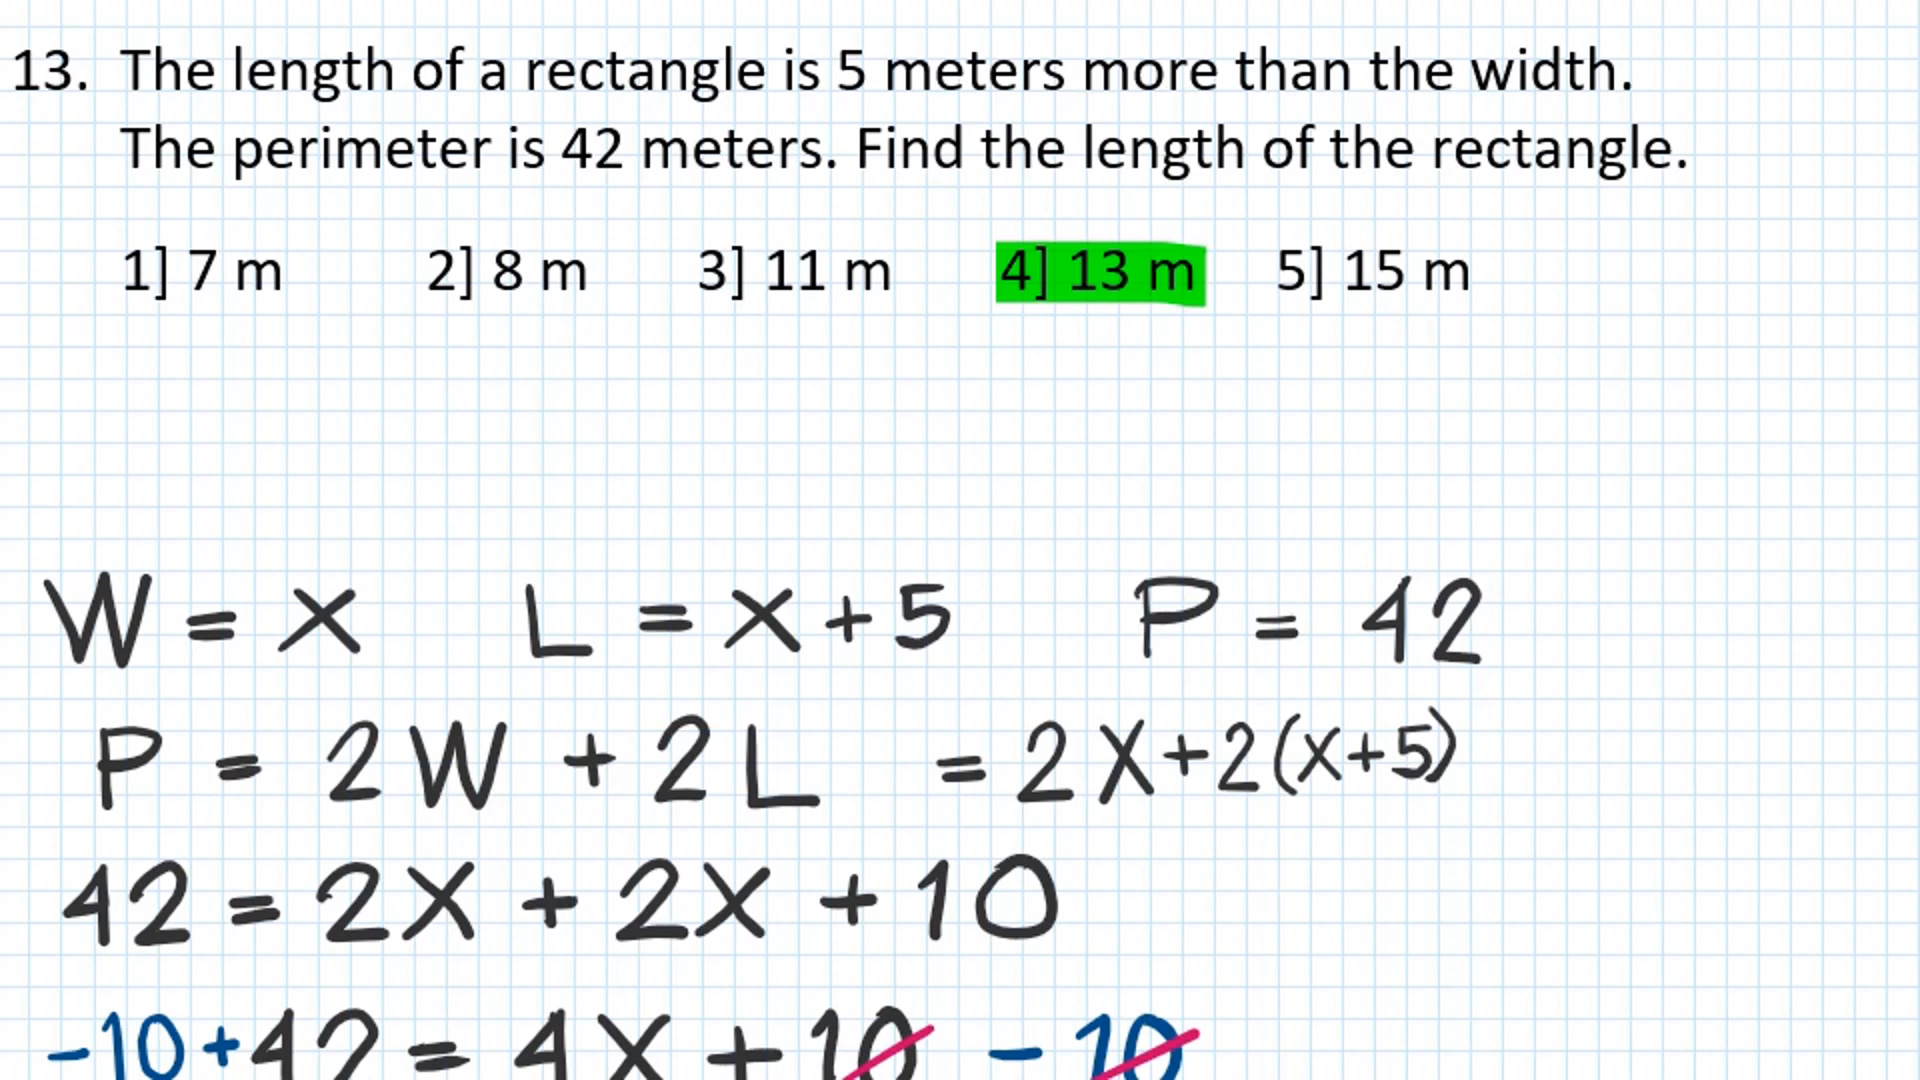 13. The length of a rectangle is 5 meters more than the width.
The perimeter is 42 meters. Find the length of the rectangle.
1] 7 m 2] 8 m 3] 11 m 4] 13 m 5] 15 m
W = X L = X + 5 P = 42
P = 2W + 2L = 2X + 2(X+5)
42 = 2X + 2X + 10
-10 + 42 = 4X + 10 - 10